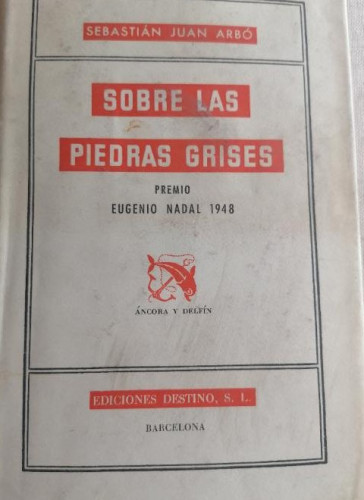 SEBASTIÁN JUAN ARBÓ
SOBRE LAS
PIEDRAS GRISES
PREMIO
EUGENIO NADAL 1948
ÁNCORA Y DELFÍN
EDICIONES DESTINO, S. L.
BARCELONA